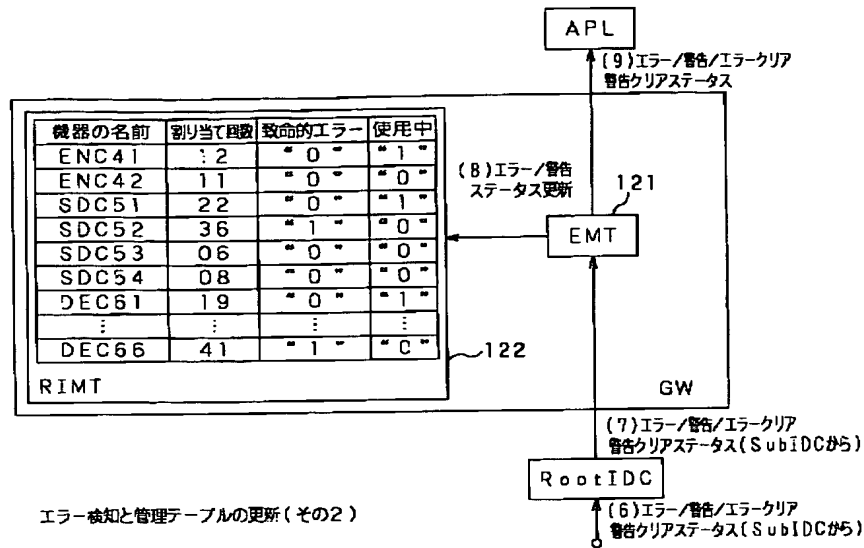 APL
(9)エラー/警告/エラークリア
警告クリアステータス
機器の名前 割り当て回数 致命的エラー 使用中
ENC41 12 "0" "1"
ENC42 11 "0" "0"
SDC51 22 "0" "1"
SDC52 36 "1" "0"
SDC53 06 "0" "0"
SDC54 08 "0" "0"
DEC61 19 "0" "1"
⋮ ⋮ ⋮ ⋮
DEC66 41 "1" "0"
RIMT
122
(8)エラー/警告
ステータス更新
121
EMT
GW
(7)エラー/警告/エラークリア
警告クリアステータス(SubIDCから)
RootIDC
(6)エラー/警告/エラークリア
警告クリアステータス(SubIDCから)
エラー検知と管理テーブルの更新(その2)